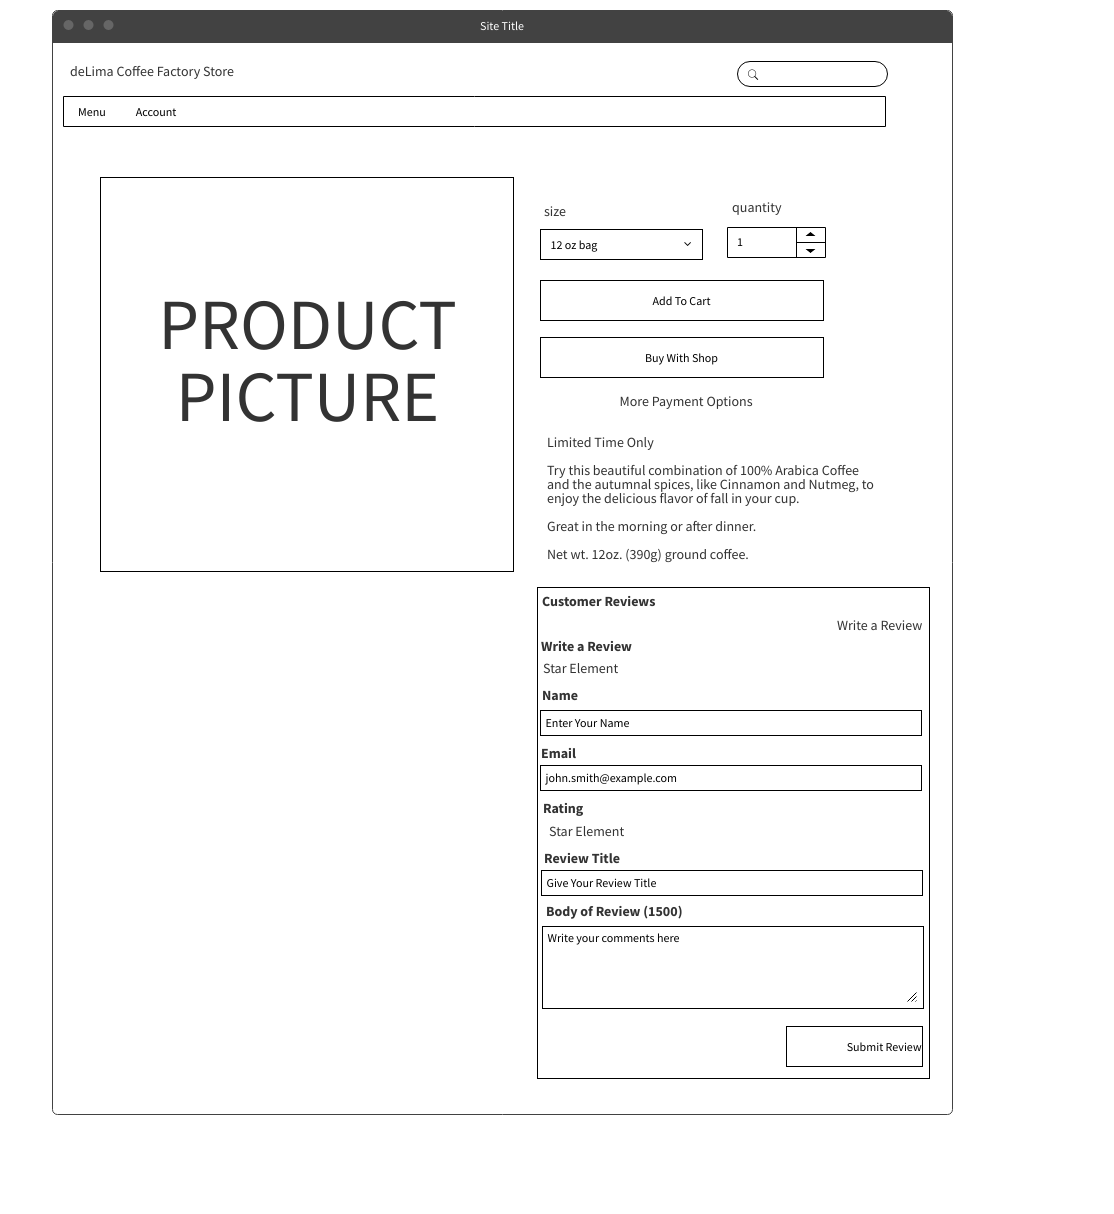 Site Title
deLima Coffee Factory Store
Menu Account
PRODUCT
PICTURE
size quantity
12 oz bag 1
Add To Cart
Buy With Shop
More Payment Options
Limited Time Only
Try this beautiful combination of 100% Arabica Coffee
and the autumnal spices, like Cinnamon and Nutmeg, to
enjoy the delicious flavor of fall in your cup.
Great in the morning or after dinner.
Net wt. 12oz. (390g) ground coffee.
Customer Reviews
Write a Review
Write a Review
Star Element
Name
Enter Your Name
Email
john.smith@example.com
Rating
Star Element
Review Title
Give Your Review Title
Body of Review (1500)
Write your comments here
Submit Review